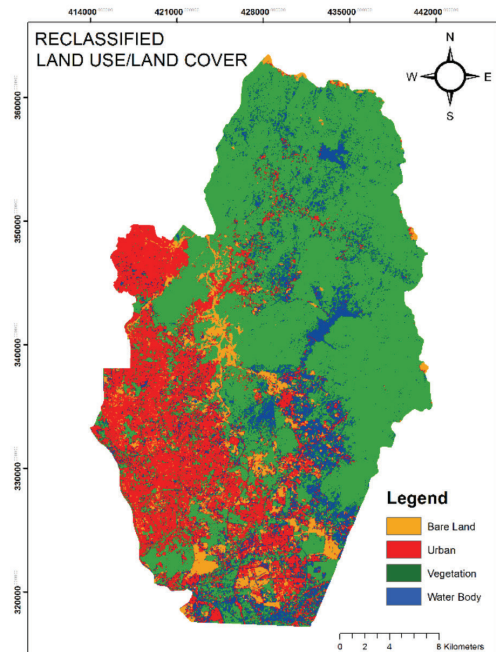 414000 421000 428000 435000 442000
RECLASSIFIED
LAND USE/LAND COVER
N
W E
S
360000
350000
340000
330000
320000
Legend
Bare Land
Urban
Vegetation
Water Body
0 2 4 8 Kilometers